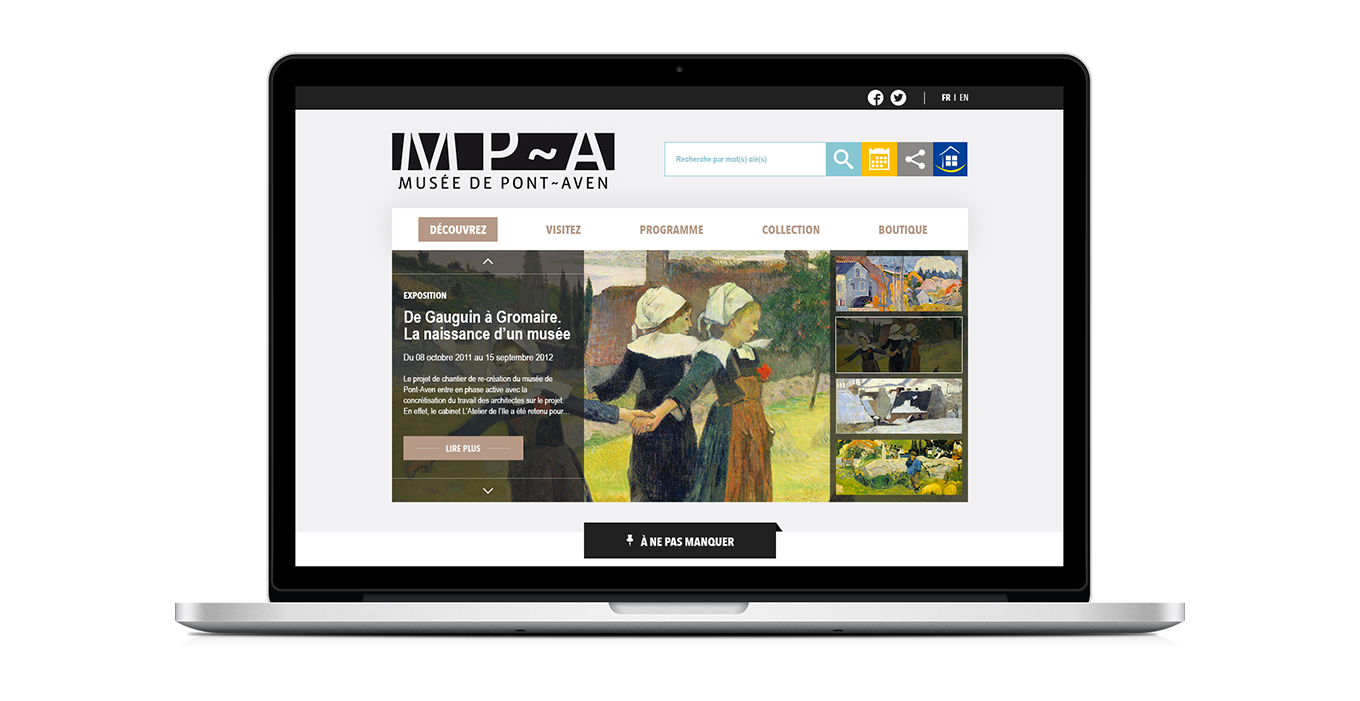 FR | EN
MP~A
MUSÉE DE PONT~AVEN
Recherche par mot(s) clé(s)
DÉCOUVREZ
VISITEZ
PROGRAMME
COLLECTION
BOUTIQUE
EXPOSITION
De Gauguin à Gromaire.
La naissance d'un musée
Du 08 octobre 2011 au 15 septembre 2012
Le projet de chantier de re-création du musée de
Pont-Aven entre en phase active avec la
concrétisation du travail des architectes sur le projet.
En effet, le cabinet L'Atelier de l'Ile a été retenu pour...
LIRE PLUS
À NE PAS MANQUER